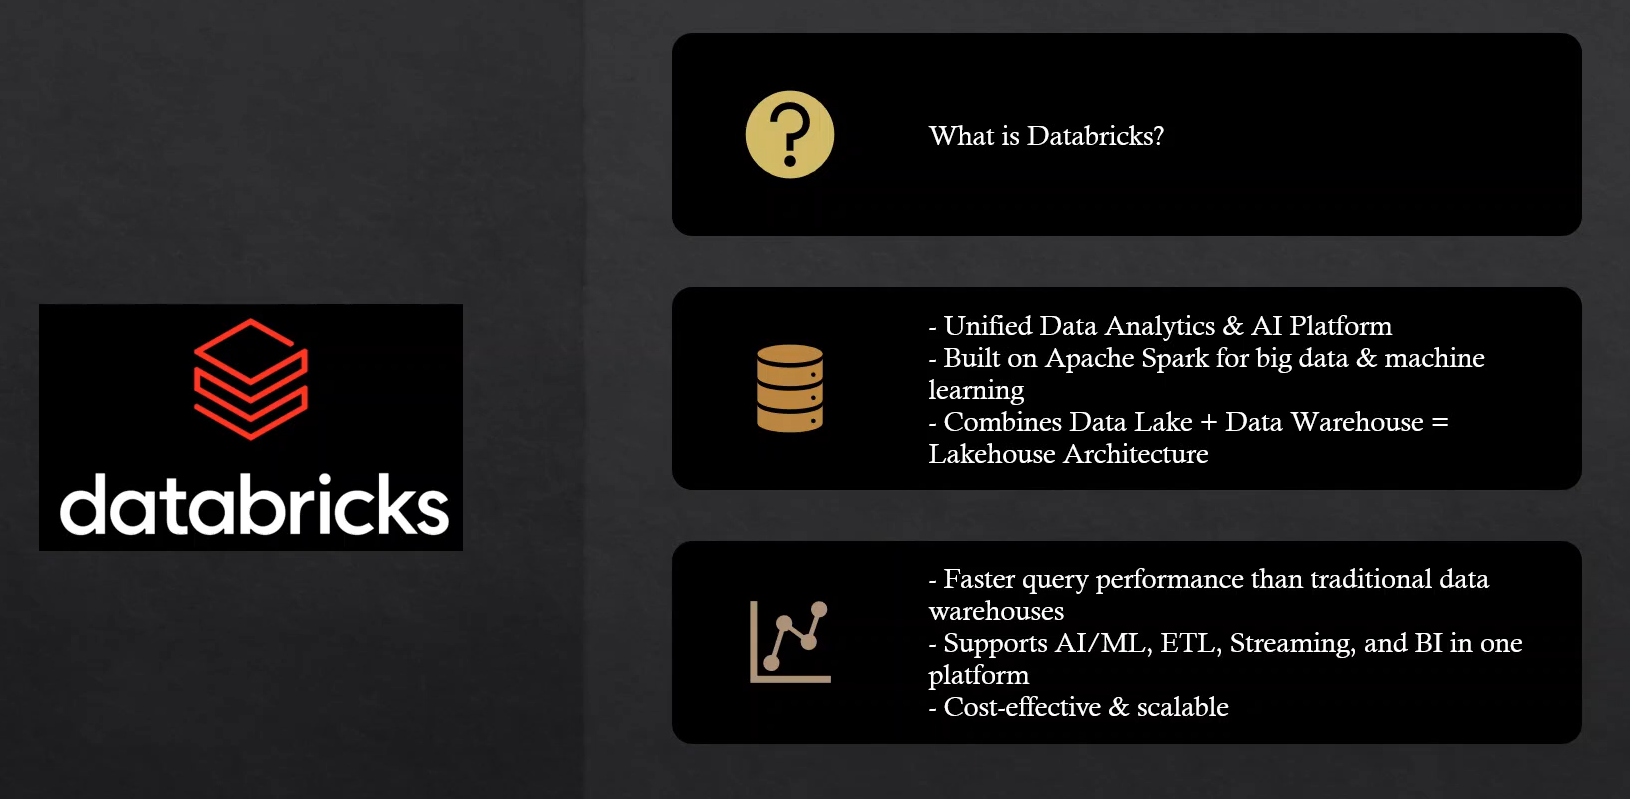 databricks
What is Databricks?
- Unified Data Analytics & AI Platform
- Built on Apache Spark for big data & machine
learning
- Combines Data Lake + Data Warehouse =
Lakehouse Architecture
- Faster query performance than traditional data
warehouses
- Supports AI/ML, ETL, Streaming, and BI in one
platform
- Cost-effective & scalable